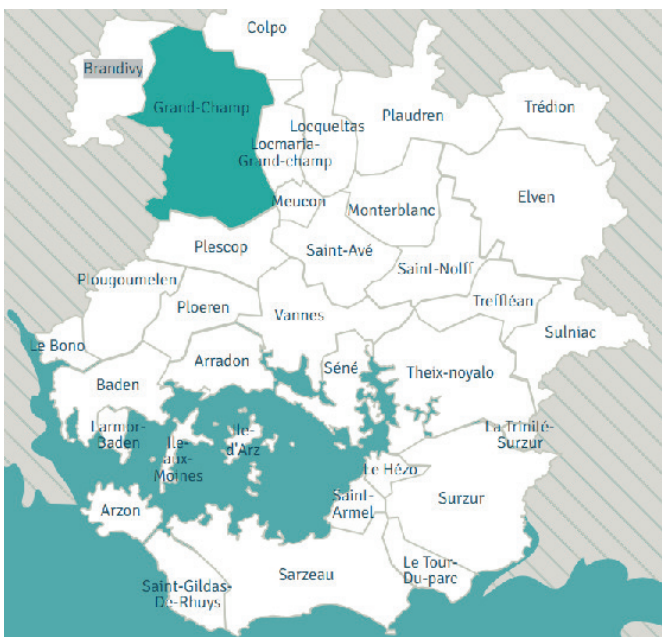 Colpo
Brandivy
Grand-Champ
Locqueltas
Plaudren
Trédion
Locmaria-
Grand-champ
Meucon
Monterblanc
Elven
Plescop
Saint-Avé
Saint-Nolff
Plougoumelen
Ploeren
Vannes
Treffléan
Sulniac
Le Bono
Arradon
Séné
Theix-noyalo
Baden
Larmor-
Baden
Ile-
aux-
Moines
Ile-
d'Arz
La Trinité-
Surzur
Le Hézo
Saint-
Armel
Surzur
Arzon
Le Tour-
Du-parc
Sarzeau
Saint-Gildas-
De-Rhuys